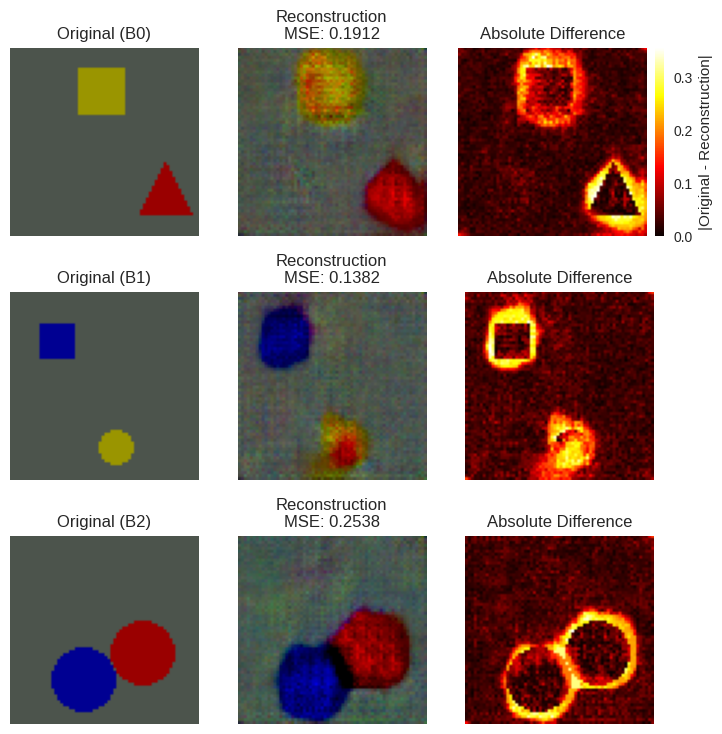 Original (B0)
Reconstruction
MSE: 0.1912
Absolute Difference
0.3
0.2
0.1
0.0
|Original - Reconstruction|
Original (B1)
Reconstruction
MSE: 0.1382
Absolute Difference
Original (B2)
Reconstruction
MSE: 0.2538
Absolute Difference